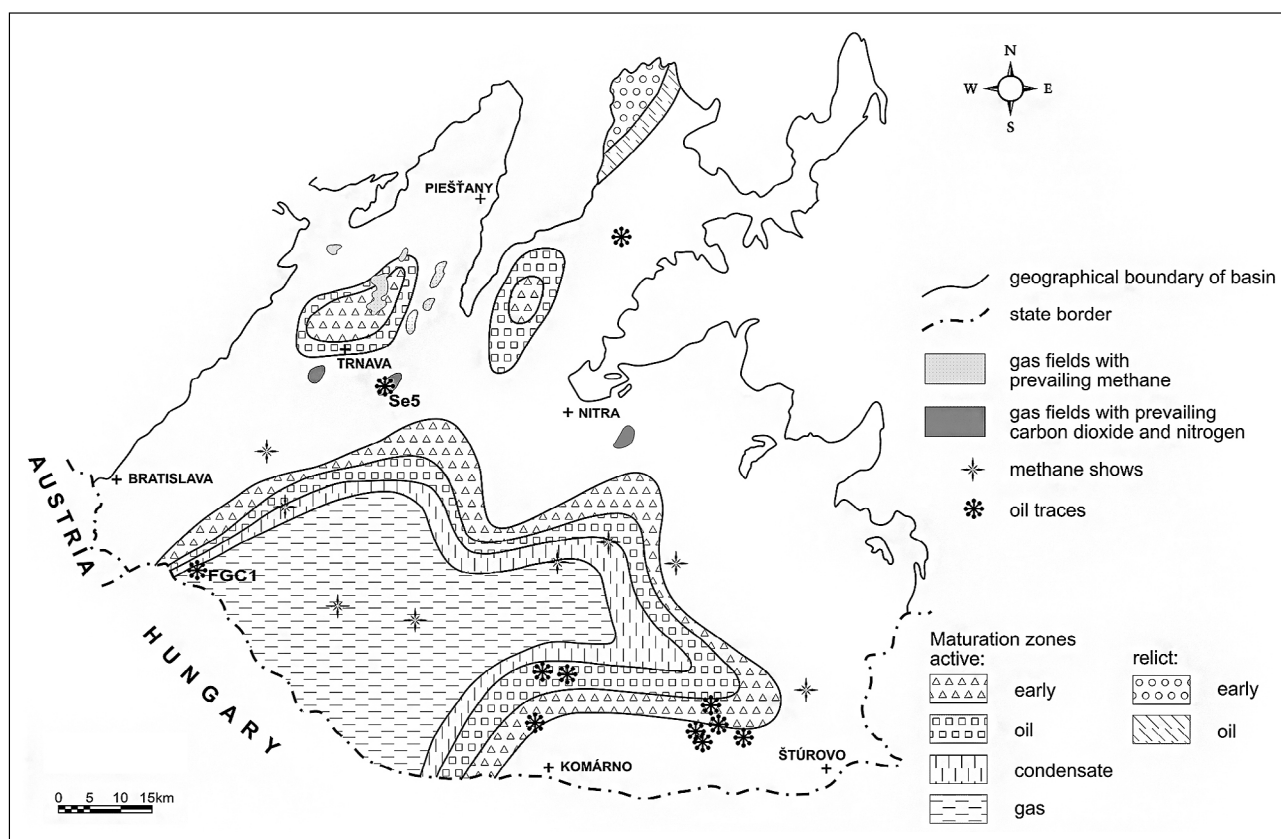 N
W E
S
PIEŠŤANY
TRNAVA
Se5
NITRA
BRATISLAVA
AUSTRIA
FGC1
HUNGARY
KOMÁRNO
ŠTÚROVO
0 5 10 15km
geographical boundary of basin
state border
gas fields with
prevailing methane
gas fields with prevailing
carbon dioxide and nitrogen
methane shows
oil traces
Maturation zones
active: relict:
early early
oil oil
condensate
gas